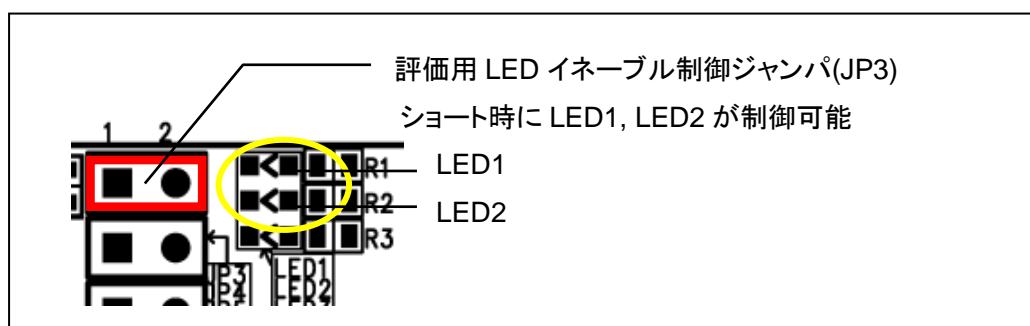 評価用 LED イネーブル制御ジャンパ(JP3)
ショート時に LED1, LED2 が制御可能
1 2
LED1
R1
LED2
R2
R3
JP3
LED1
JP4
LED2